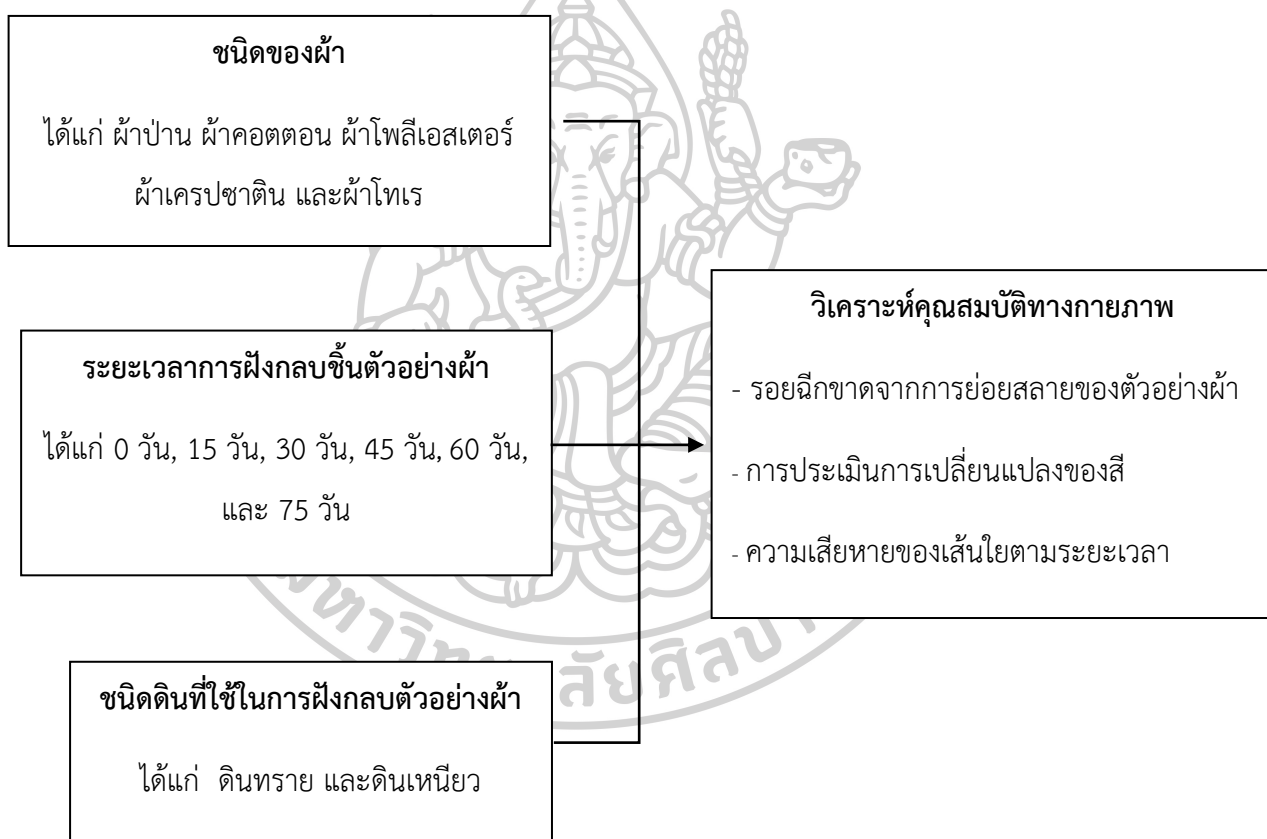 ชนิดของผ้า
ได้แก่ ผ้าป่าน ผ้าคอตตอน ผ้าโพลีเอสเตอร์
ผ้าเครปซาติน และผ้าโทเร
ระยะเวลาการฝังกลบชิ้นตัวอย่างผ้า
ได้แก่ 0 วัน, 15 วัน, 30 วัน, 45 วัน, 60 วัน,
และ 75 วัน
ชนิดดินที่ใช้ในการฝังกลบตัวอย่างผ้า
ได้แก่ ดินทราย และดินเหนียว
วิเคราะห์คุณสมบัติทางกายภาพ
- รอยฉีกขาดจากการย่อยสลายของตัวอย่างผ้า
- การประเมินการเปลี่ยนแปลงของสี
- ความเสียหายของเส้นใยตามระยะเวลา